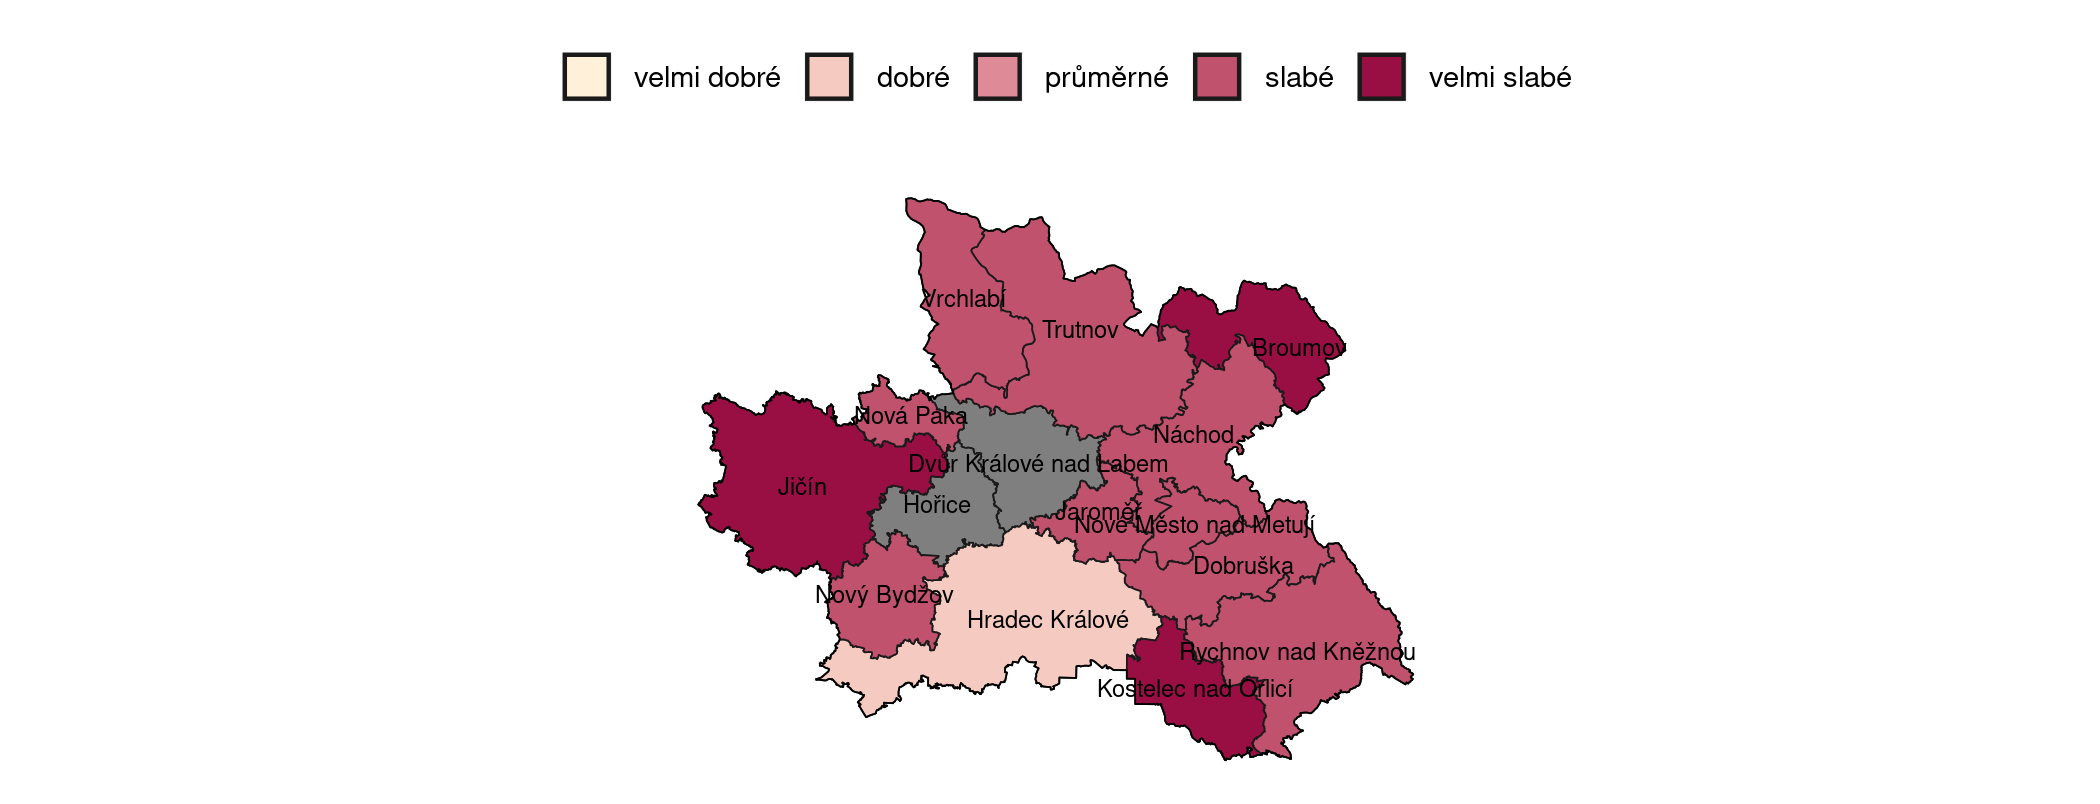 velmi dobré dobré průměrné slabé velmi slabé
Vrchlabí
Trutnov
Broumov
Nová Paka
Náchod
Dvůr Králové nad Labem
Jičín
Hořice
Jaroměř
Nové Město nad Metují
Dobruška
Nový Bydžov
Hradec Králové
Rychnov nad Kněžnou
Kostelec nad Orlicí